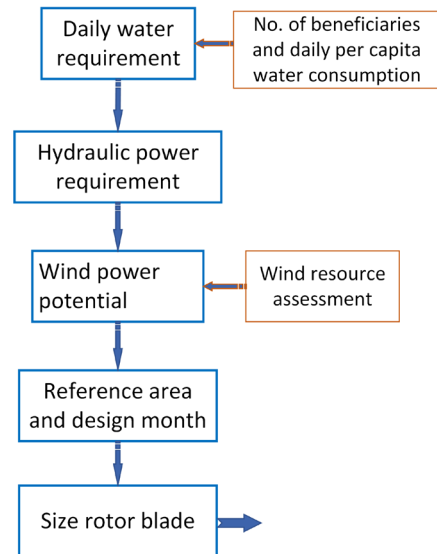 Daily water
requirement
No. of beneficiaries
and daily per capita
water consumption
Hydraulic power
requirement
Wind power
potential
Wind resource
assessment
Reference area
and design month
Size rotor blade